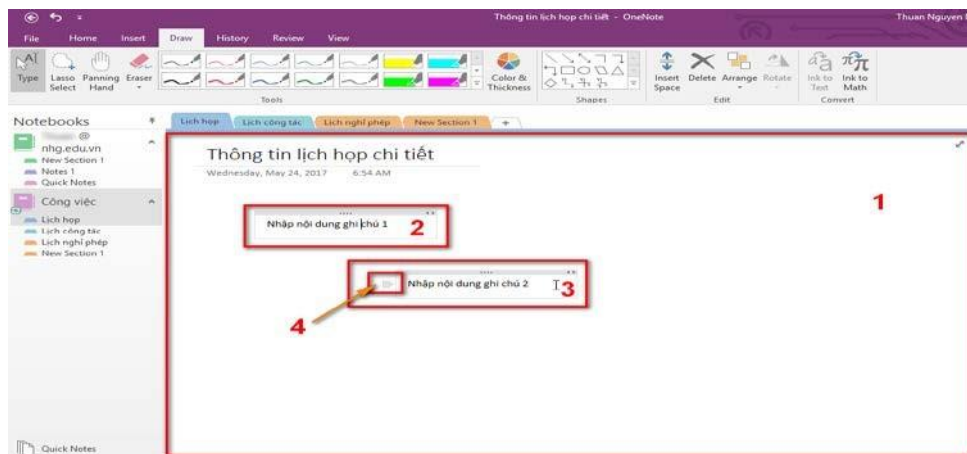 Thông tin lịch họp chi tiết - OneNote
Thuan Nguyen
File Home Insert Draw History Review View
Type
Lasso Select
Panning Hand
Eraser
Color & Thickness
Insert Space
Delete
Arrange
Rotate
Ink to Text
Ink to Math
Tools
Shapes
Edit
Convert
Notebooks
Lịch họp
Lịch công tác
Lịch nghỉ phép
New Section 1
+
@
nhg.edu.vn
New Section 1
Notes 1
Quick Notes
Công việc
Lịch họp
Lịch công tác
Lịch nghỉ phép
New Section 1
Thông tin lịch họp chi tiết
Wednesday, May 24, 2017 6:54 AM
1
Nhập nội dung ghi chú 1
2
Nhập nội dung ghi chú 2
3
4
Quick Notes